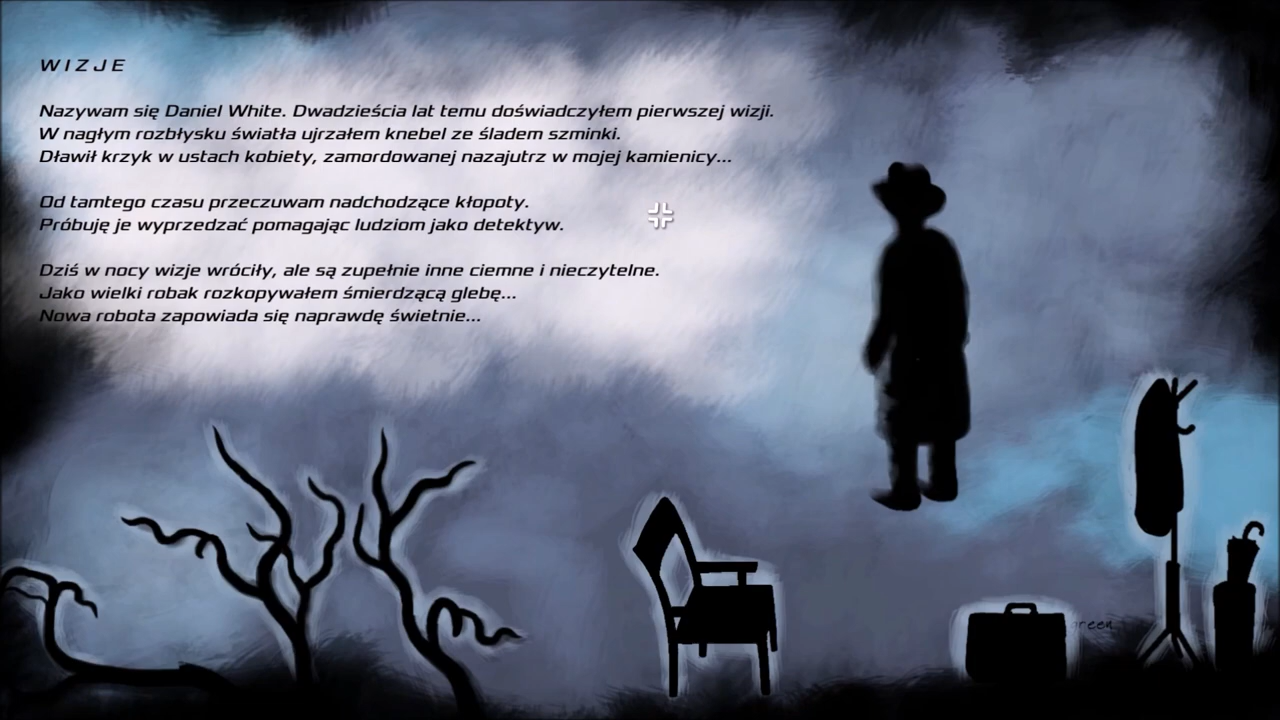 WIZJE
Nazywam się Daniel White. Dwadzieścia lat temu doświadczyłem pierwszej wizji.
W nagłym rozbłysku światła ujrzałem knebel ze śladem szminki.
Dławił krzyk w ustach kobiety, zamordowanej nazajutrz w mojej kamienicy...
Od tamtego czasu przeczuwam nadchodzące kłopoty.
Próbuję je wyprzedzać pomagając ludziom jako detektyw.
Dziś w nocy wizje wróciły, ale są zupełnie inne ciemne i nieczytelne.
Jako wielki robak rozkopywałem śmierdzącą glebę...
Nowa robota zapowiada się naprawdę świetnie...